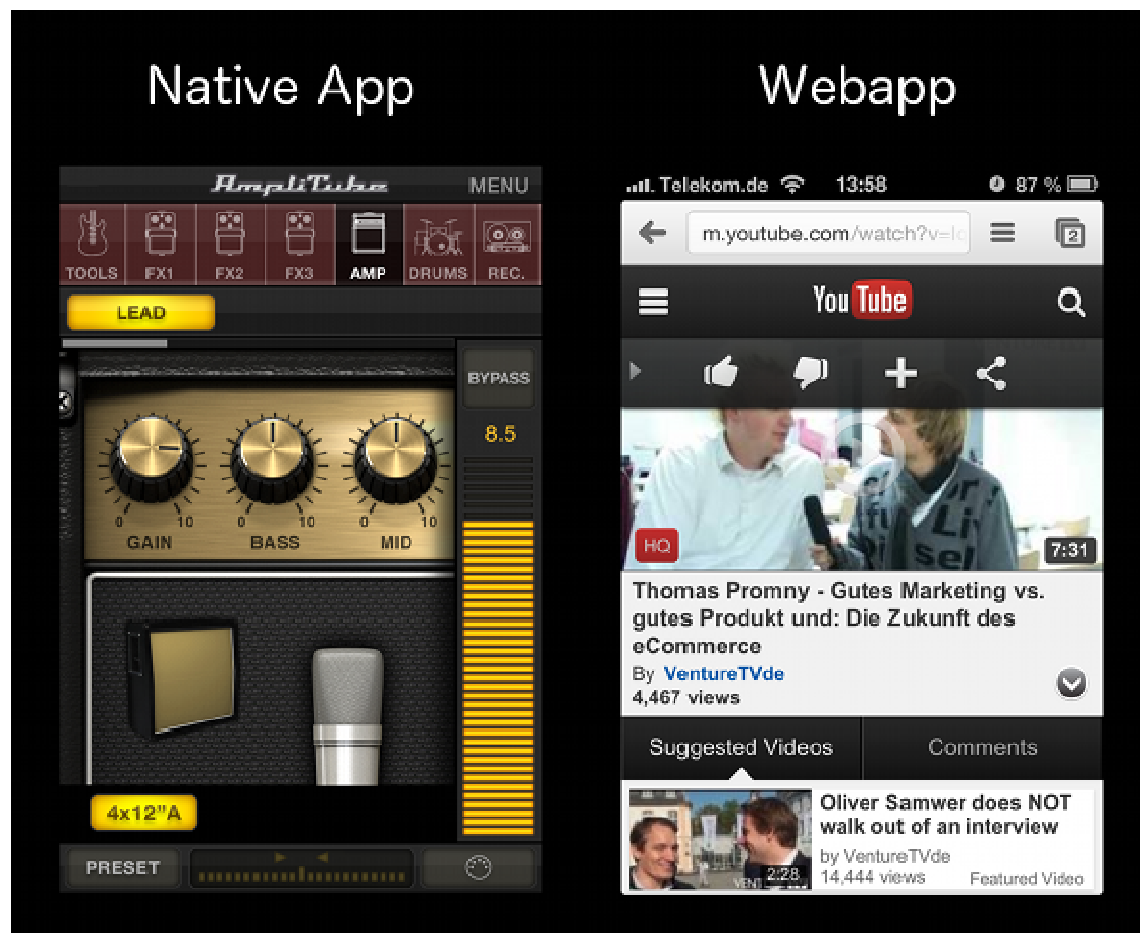 Native App
AmpliTube MENU
TOOLS FX1 FX2 FX3 AMP DRUMS REC.
LEAD
BYPASS
8.5
0 10 0 10 0 10
GAIN BASS MID
4x12"A
PRESET
Webapp
Telekom.de 13:58 87 %
m.youtube.com/watch?v=
2
YouTube
HQ
7:31
Thomas Promny - Gutes Marketing vs.
gutes Produkt und: Die Zukunft des
eCommerce
By VentureTVde
4,467 views
Suggested Videos Comments
Oliver Samwer does NOT
walk out of an interview
by VentureTVde
14,444 views Featured Video
2:28